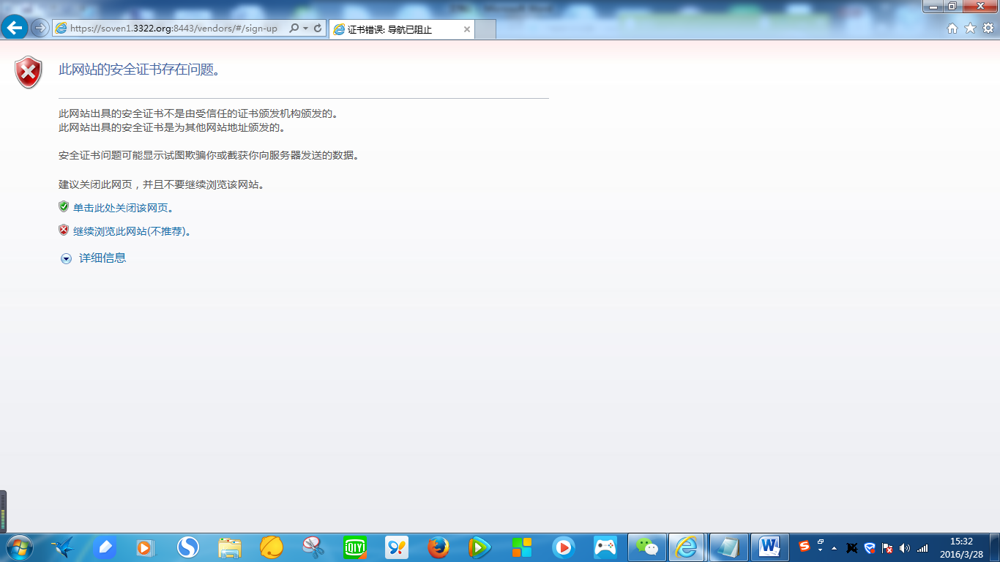 https://soven1.3322.org:8443/vendors/#/sign-up
证书错误: 导航已阻止
此网站的安全证书存在问题。
此网站出具的安全证书不是由受信任的证书颁发机构颁发的。
此网站出具的安全证书是为其他网站地址颁发的。
安全证书问题可能显示试图欺骗你或截获你向服务器发送的数据。
建议关闭此网页，并且不要继续浏览该网站。
单击此处关闭该网页。
继续浏览此网站(不推荐)。
详细信息
iQIYI
15:32
2016/3/28